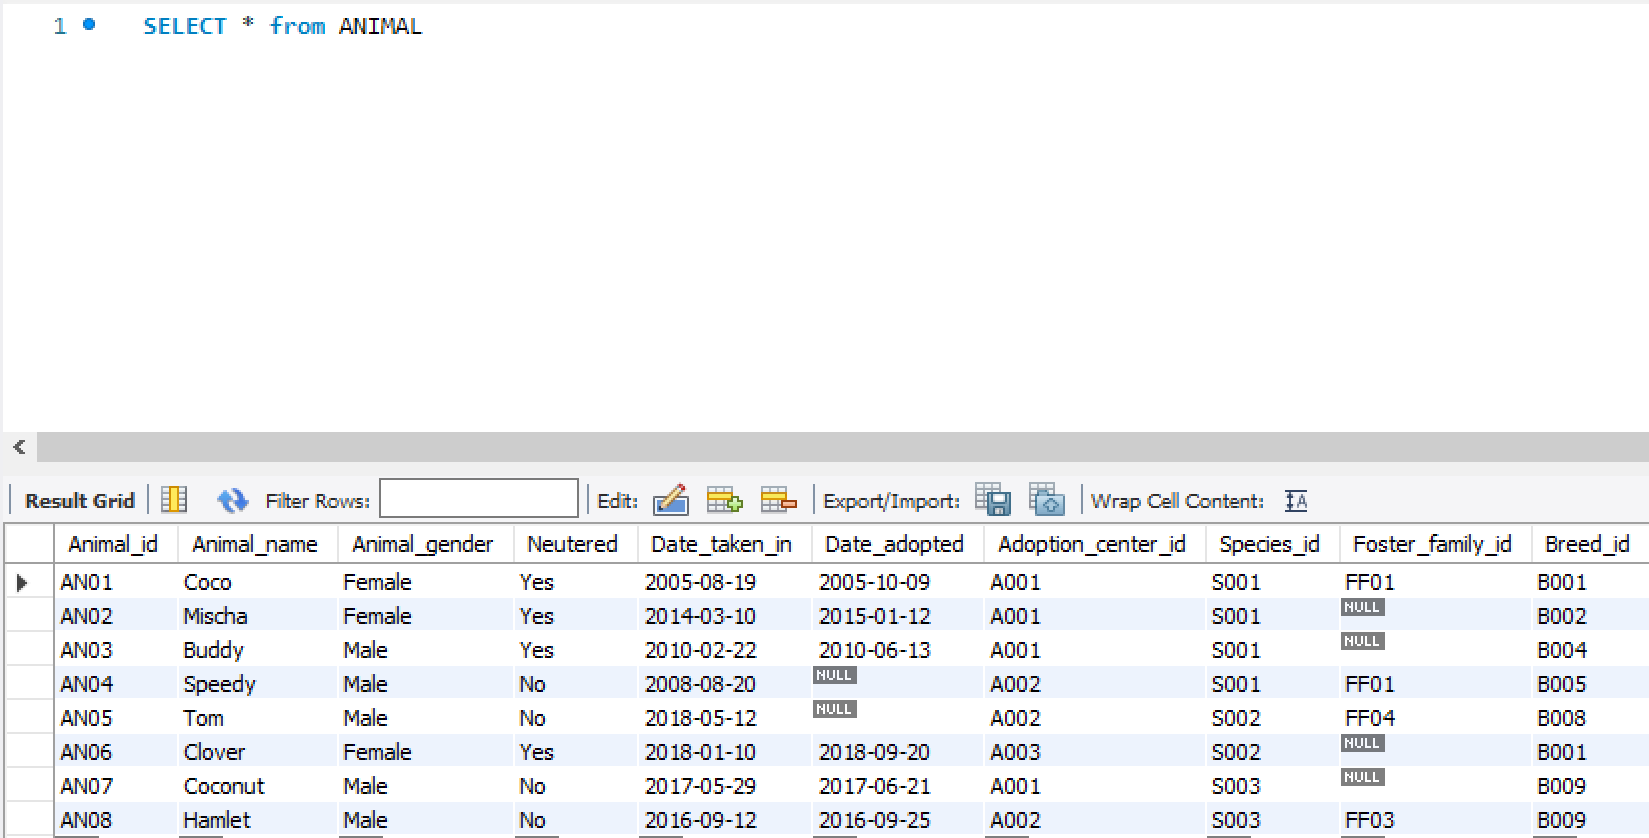 1 SELECT * from ANIMAL
Result Grid Filter Rows: Edit: Export/Import: Wrap Cell Content: IA
Animal_id Animal_name Animal_gender Neutered Date_taken_in Date_adopted Adoption_center_id Species_id Foster_family_id Breed_id
AN01 Coco Female Yes 2005-08-19 2005-10-09 A001 S001 FF01 B001
AN02 Mischa Female Yes 2014-03-10 2015-01-12 A001 S001 NULL B002
AN03 Buddy Male Yes 2010-02-22 2010-06-13 A001 S001 NULL B004
AN04 Speedy Male No 2008-08-20 NULL A002 S001 FF01 B005
AN05 Tom Male No 2018-05-12 NULL A002 S002 FF04 B008
AN06 Clover Female Yes 2018-01-10 2018-09-20 A003 S002 NULL B001
AN07 Coconut Male No 2017-05-29 2017-06-21 A001 S003 NULL B009
AN08 Hamlet Male No 2016-09-12 2016-09-25 A002 S003 FF03 B009